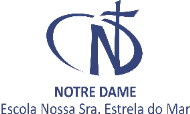 NOTRE DAME
Escola Nossa Sra. Estrela do Mar